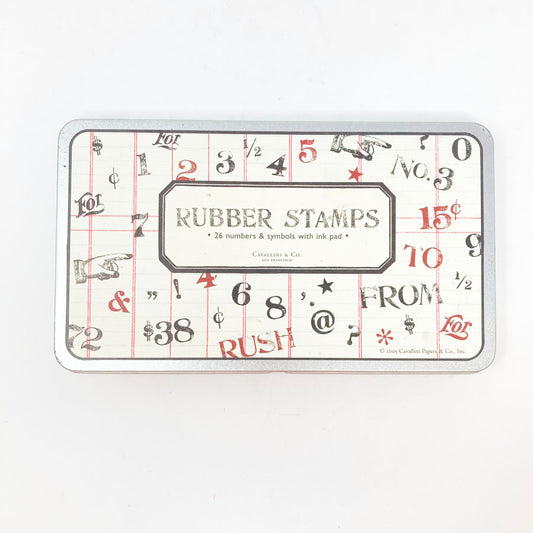 $ For 1 2 3 ½ 4 5 ? 0
¢ NO. 3
For 7 15¢
RUBBER STAMPS
• 26 numbers & symbols with ink pad •
CAVALLINI & CO.
SAN FRANCISCO
TO ½
& ” ! 4 6 8 ’. FROM
72 $38 ¢ @ ? * $ For
RUSH
© 2005 Cavallini Papers & Co., Inc.